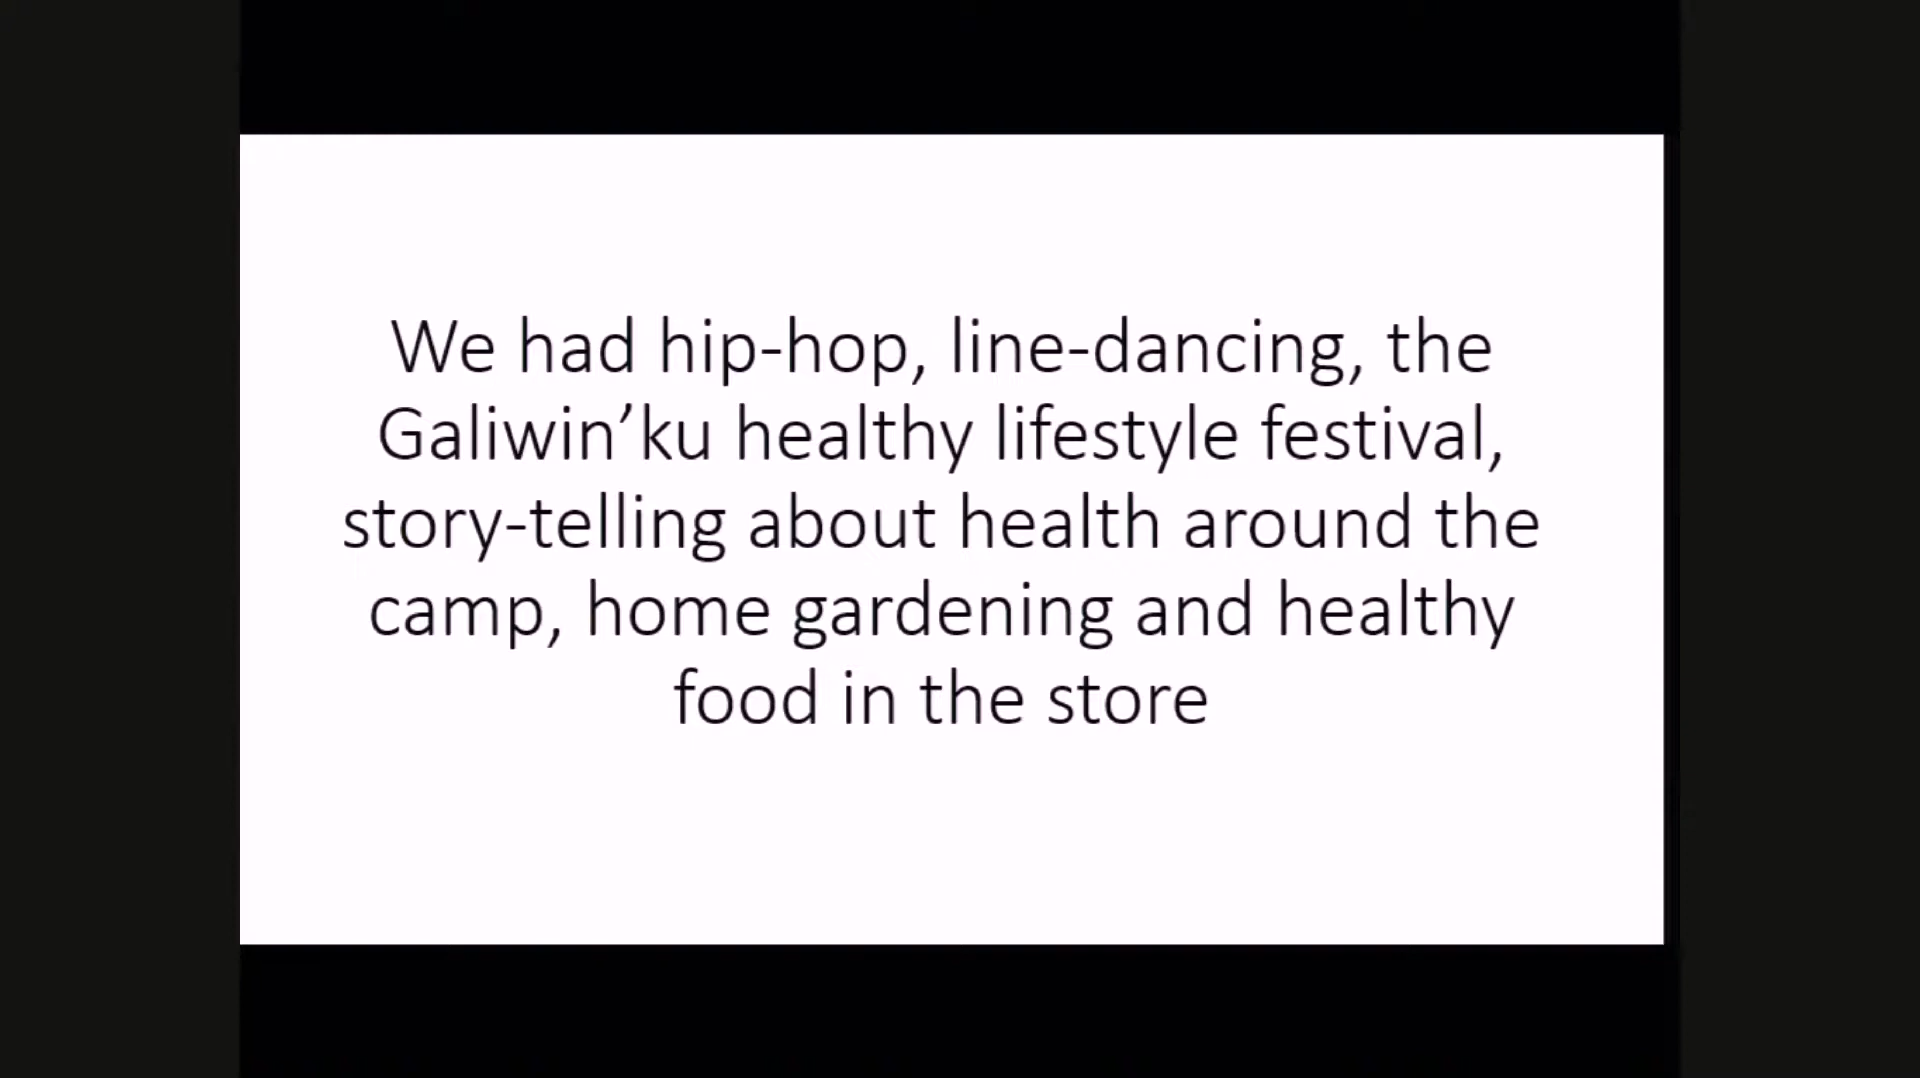 We had hip-hop, line-dancing, the
Galiwin’ku healthy lifestyle festival,
story-telling about health around the
camp, home gardening and healthy
food in the store